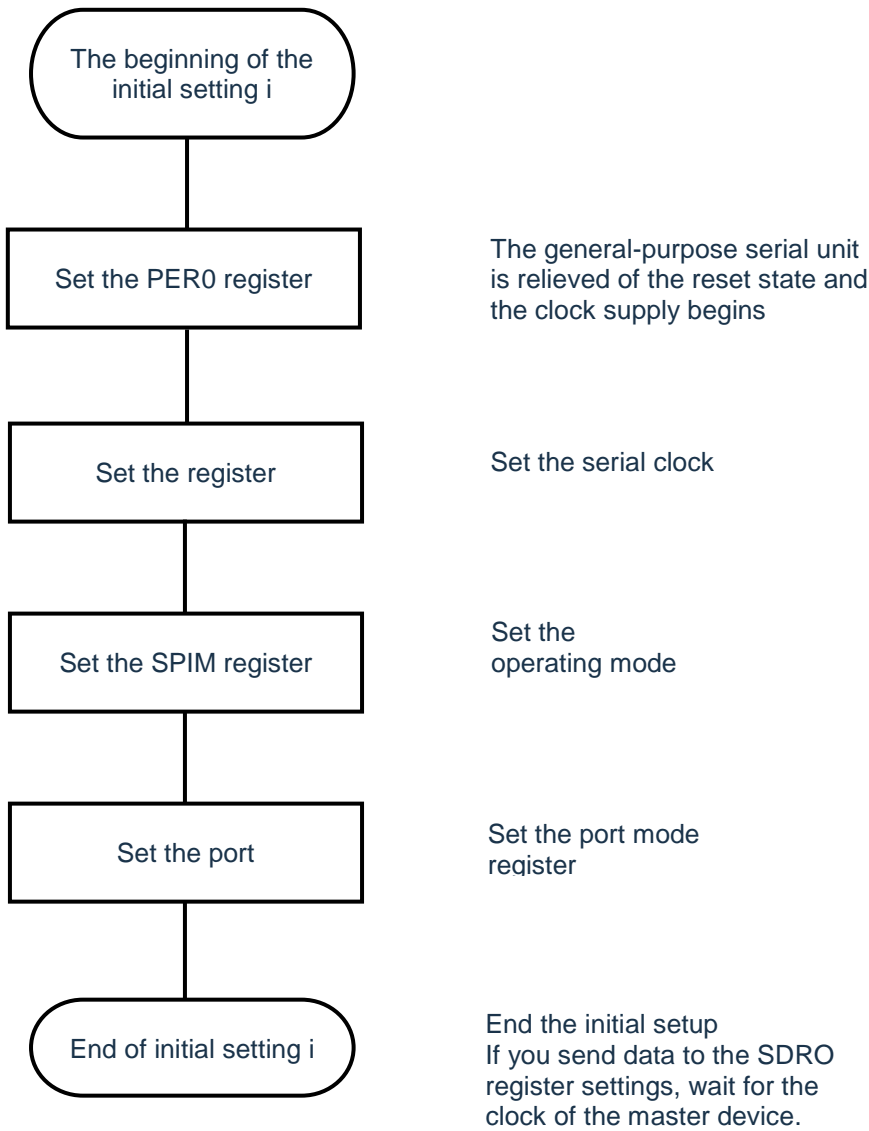 The beginning of the
initial setting i
Set the PER0 register
The general-purpose serial unit
is relieved of the reset state and
the clock supply begins
Set the register
Set the serial clock
Set the SPIM register
Set the
operating mode
Set the port
Set the port mode
register
End of initial setting i
End the initial setup
If you send data to the SDRO
register settings, wait for the
clock of the master device.